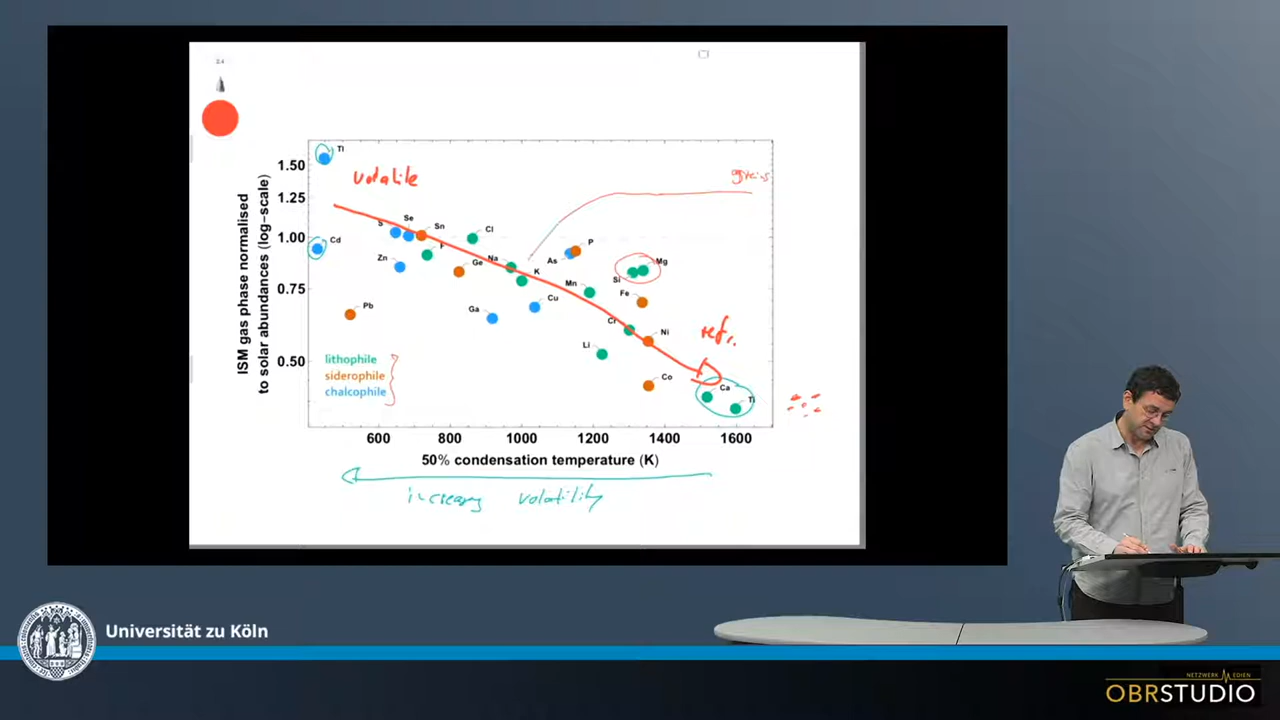 2.4
Tl
1.50
volatile
1.25
grains
Se
S
Sn
Cl
1.00
P
Cd
F
As
Zn
Ge
Na
K
Mg
Si
Mn
0.75
Fe
Pb
Ga
Cu
Cr
Ni
refr.
Li
0.50
lithophile
siderophile
chalcophile
Co
Ca
Ti
ISM gas phase normalised
to solar abundances (log-scale)
600 800 1000 1200 1400 1600
50% condensation temperature (K)
increasing volatility
Universität zu Köln
NETZWERK MEDIEN
OBRSTUDIO